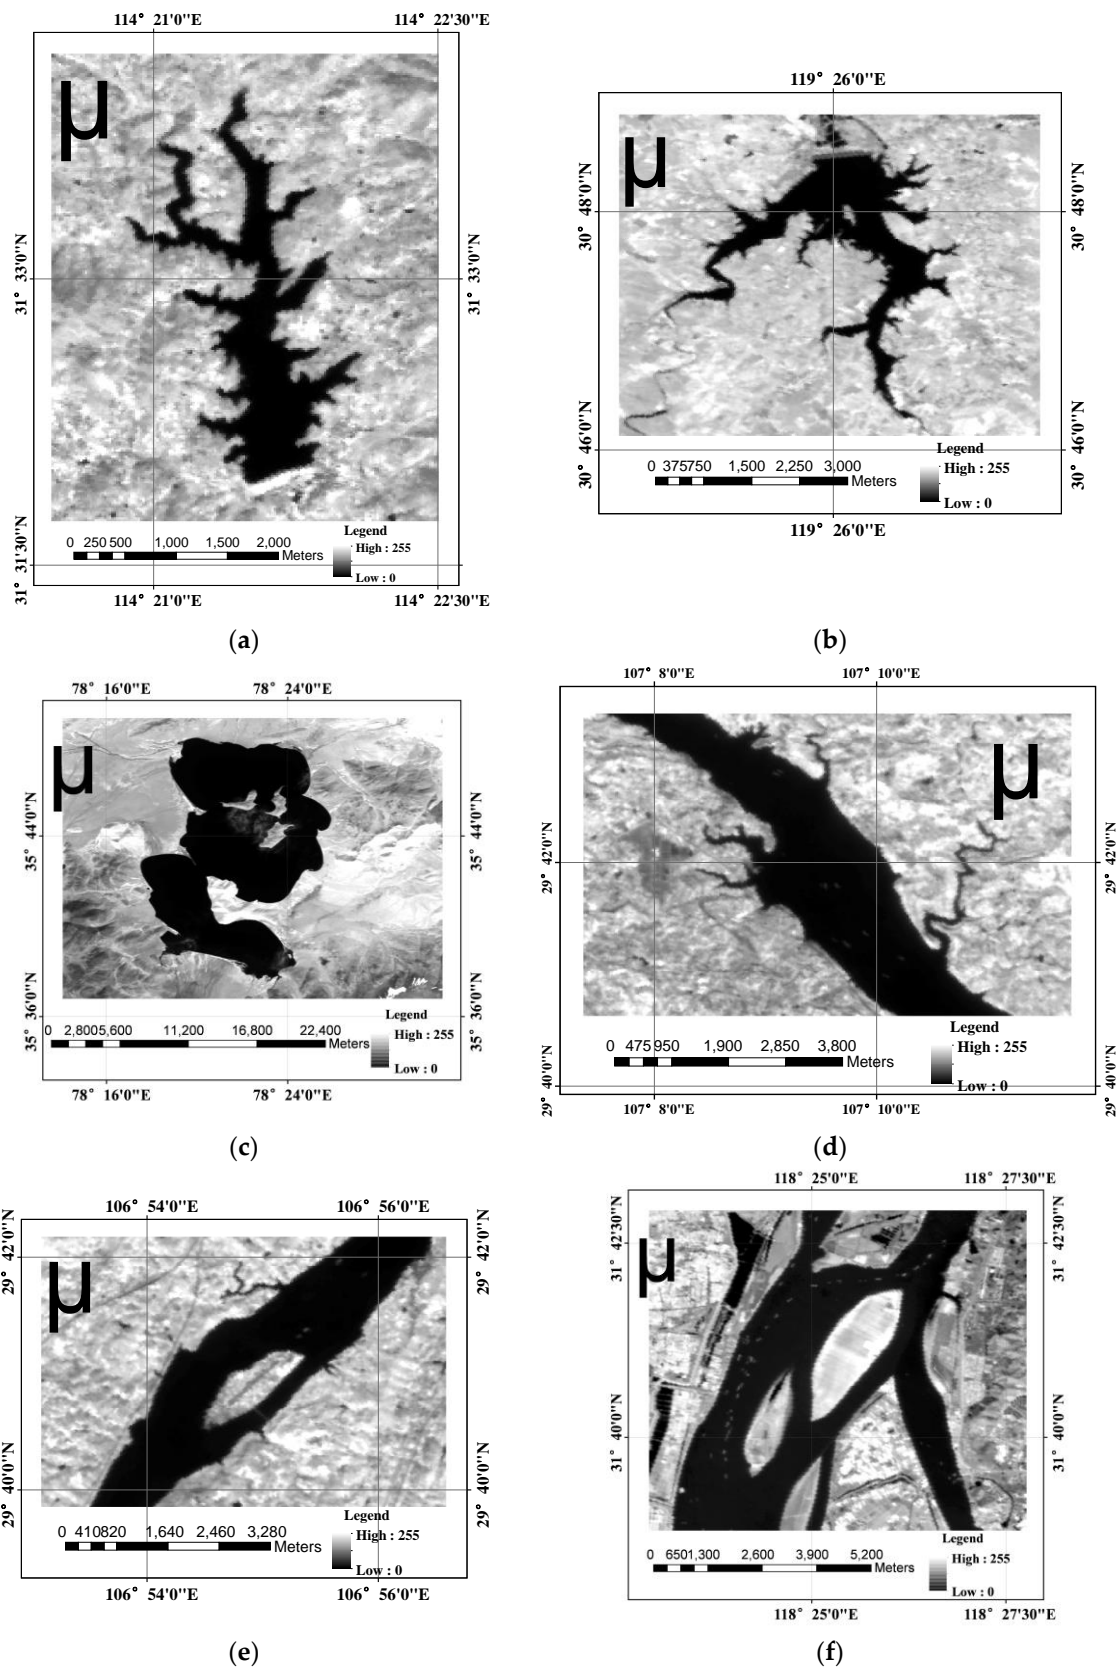 114° 21'0"E 114° 22'30"E
μ
31° 33'0"N 31° 33'0"N
31° 31'30"N
0 250 500 1,000 1,500 2,000 Meters
Legend
High : 255
Low : 0
114° 21'0"E 114° 22'30"E
(a)
119° 26'0"E
μ
30° 48'0"N 30° 48'0"N
30° 46'0"N 30° 46'0"N
0 375750 1,500 2,250 3,000 Meters
Legend
High : 255
Low : 0
119° 26'0"E
(b)
78° 16'0"E 78° 24'0"E
μ
35° 44'0"N 35° 44'0"N
35° 36'0"N 35° 36'0"N
0 2,8005,600 11,200 16,800 22,400 Meters
Legend
High : 255
Low : 0
78° 16'0"E 78° 24'0"E
(c)
107° 8'0"E 107° 10'0"E
μ
29° 42'0"N 29° 42'0"N
29° 40'0"N 29° 40'0"N
0 475950 1,900 2,850 3,800 Meters
Legend
High : 255
Low : 0
107° 8'0"E 107° 10'0"E
(d)
106° 54'0"E 106° 56'0"E
μ
29° 42'0"N 29° 42'0"N
29° 40'0"N 29° 40'0"N
0 410820 1,640 2,460 3,280 Meters
Legend
High : 255
Low : 0
106° 54'0"E 106° 56'0"E
(e)
118° 25'0"E 118° 27'30"E
μ
31° 42'30"N 31° 42'30"N
31° 40'0"N 31° 40'0"N
0 6501,300 2,600 3,900 5,200 Meters
Legend
High : 255
Low : 0
118° 25'0"E 118° 27'30"E
(f)